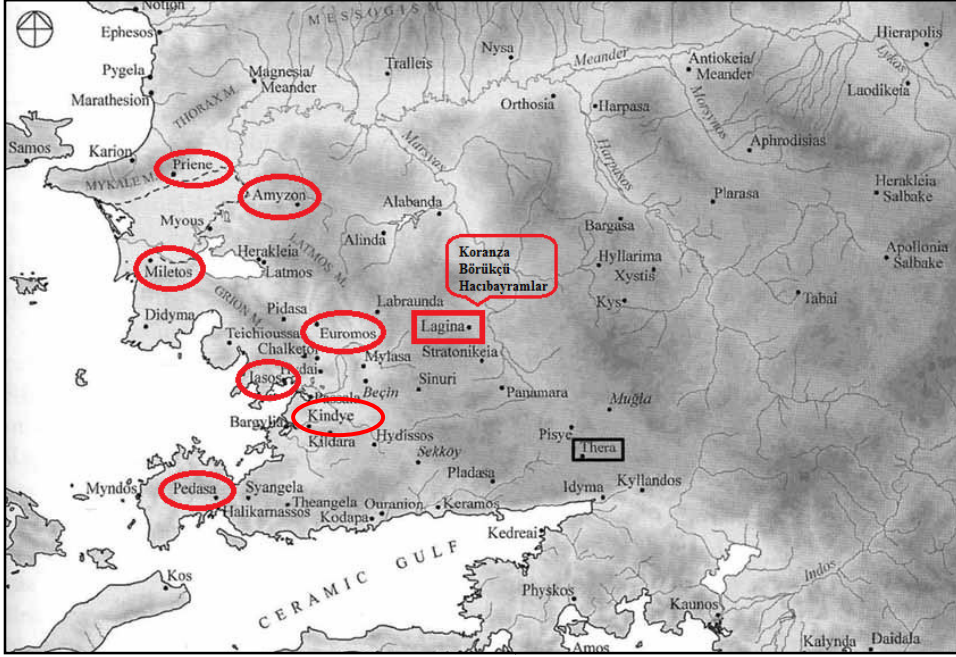 Notion
MESSOGIS M.
Ephesos
Hierapolis
Nysa
Meander
Antiokeia/
Meander
Lykos
Pygela
Magnesia/
Meander
Tralleis
Laodikeia
Marathesion
Orthosia
Harpasa
Morsynos
THORAX M.
Marsyas
Harpasos
Aphrodisias
Samos
Karion
Priene
MYKALE M.
Amyzon
Plarasa
Herakleia
Salbake
Alabanda
Myous
Bargasa
Alinda
Herakleia
Latmos
LATMOS M.
Koranza
Börükçü
Hacıbayramlar
Hyllarima
Xystis
Apollonia
Salbake
Miletos
Kys
Tabai
GRION M.
Labraunda
Pidasa
Didyma
Teichioussa
Euromos
Lagina
Chalketor
Hydai
Mylasa
Stratonikeia
Iasos
Beçin
Sinuri
Panamara
Passala
Muğla
Bargylia
Kindye
Kildara
Hydissos
Pisye
Thera
Sekköy
Pladasa
Myndos
Pedasa
Syangela
Idyma
Kyllandos
Halikarnassos
Theangela
Ouranion
Keramos
Kodapa
Kedreai
CERAMIC GULF
Kos
Physkos
Indos
Kaunos
Amos
Kalynda
Daidala